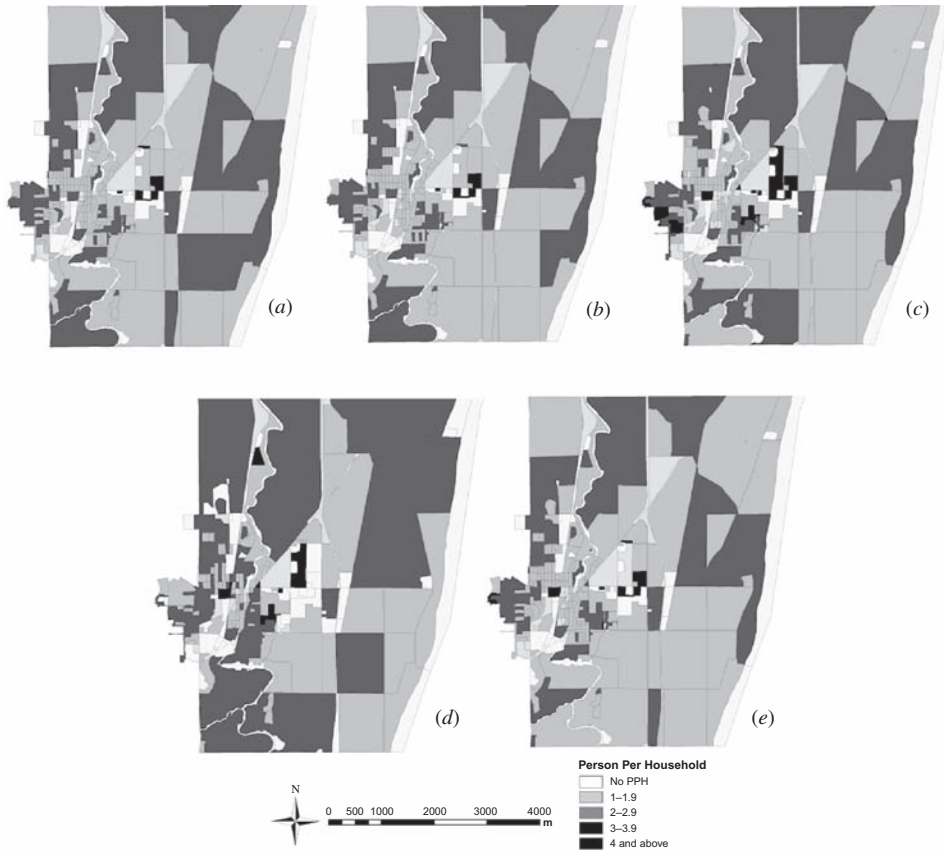 (a)
(b)
(c)
(d)
(e)
Person Per Household
No PPH
1–1.9
2–2.9
3–3.9
4 and above
N
0 500 1000 2000 3000 4000
m